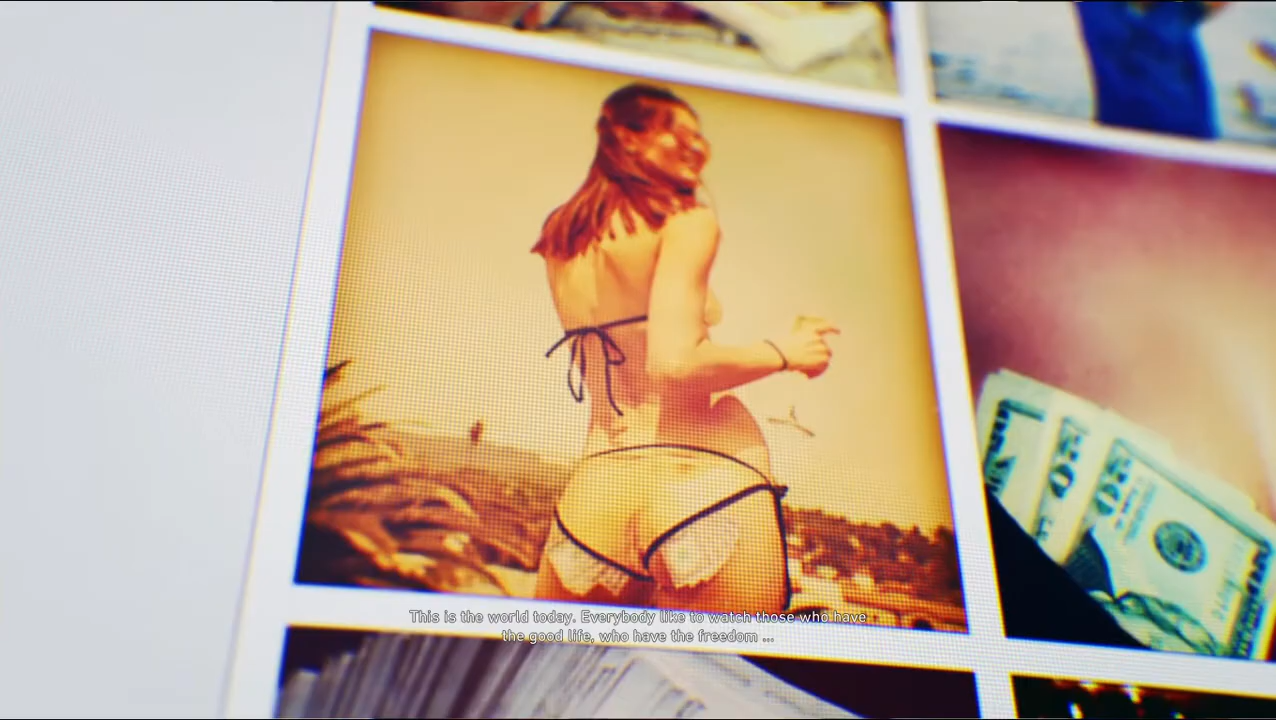 This is the world today. Everybody like to watch those who have
the good life, who have the freedom ...